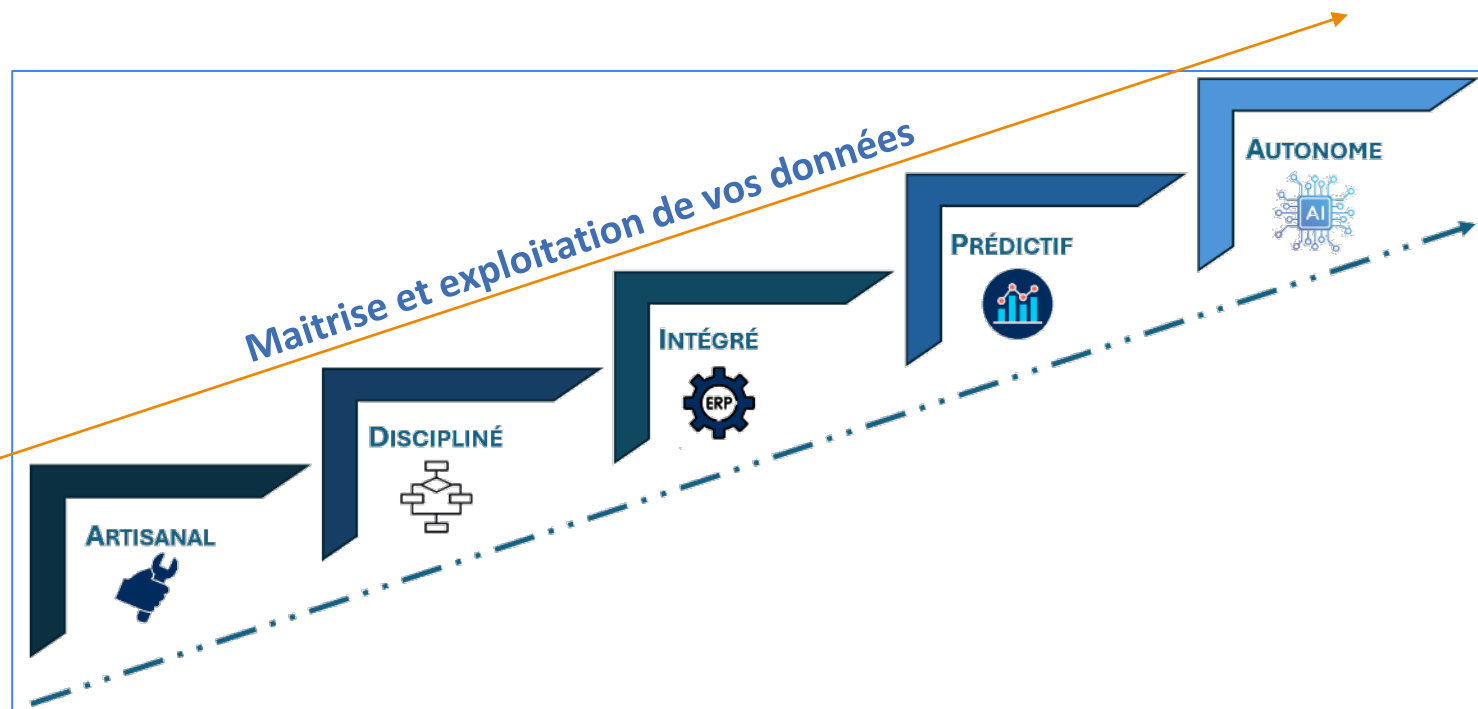 Maitrise et exploitation de vos données
ARTISANAL
DISCIPLINÉ
INTÉGRÉ
ERP
PRÉDICTIF
AUTONOME
AI